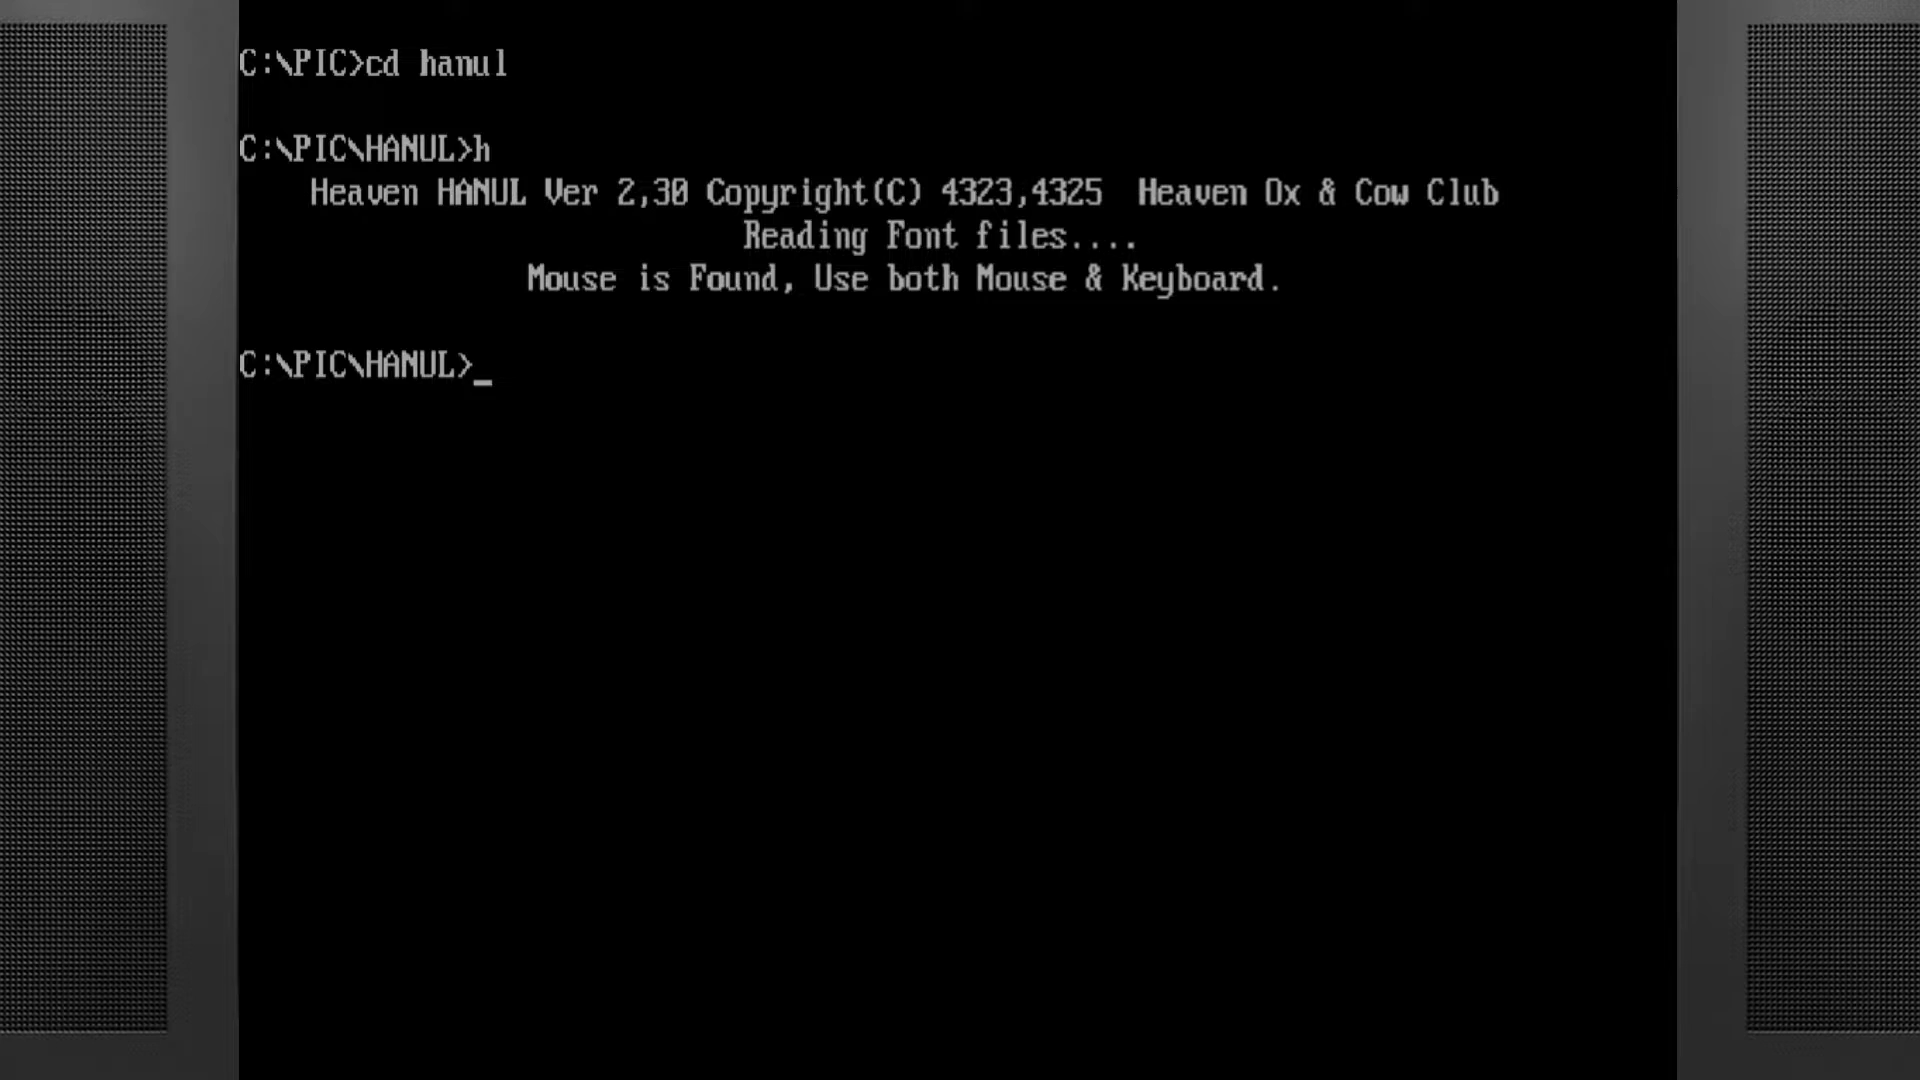 C:\PIC>cd hanul
C:\PIC\HANUL>h
Heaven HANUL Ver 2,30 Copyright(C) 4323,4325  Heaven Ox & Cow Club
Reading Font files....
Mouse is Found, Use both Mouse & Keyboard.
C:\PIC\HANUL>_